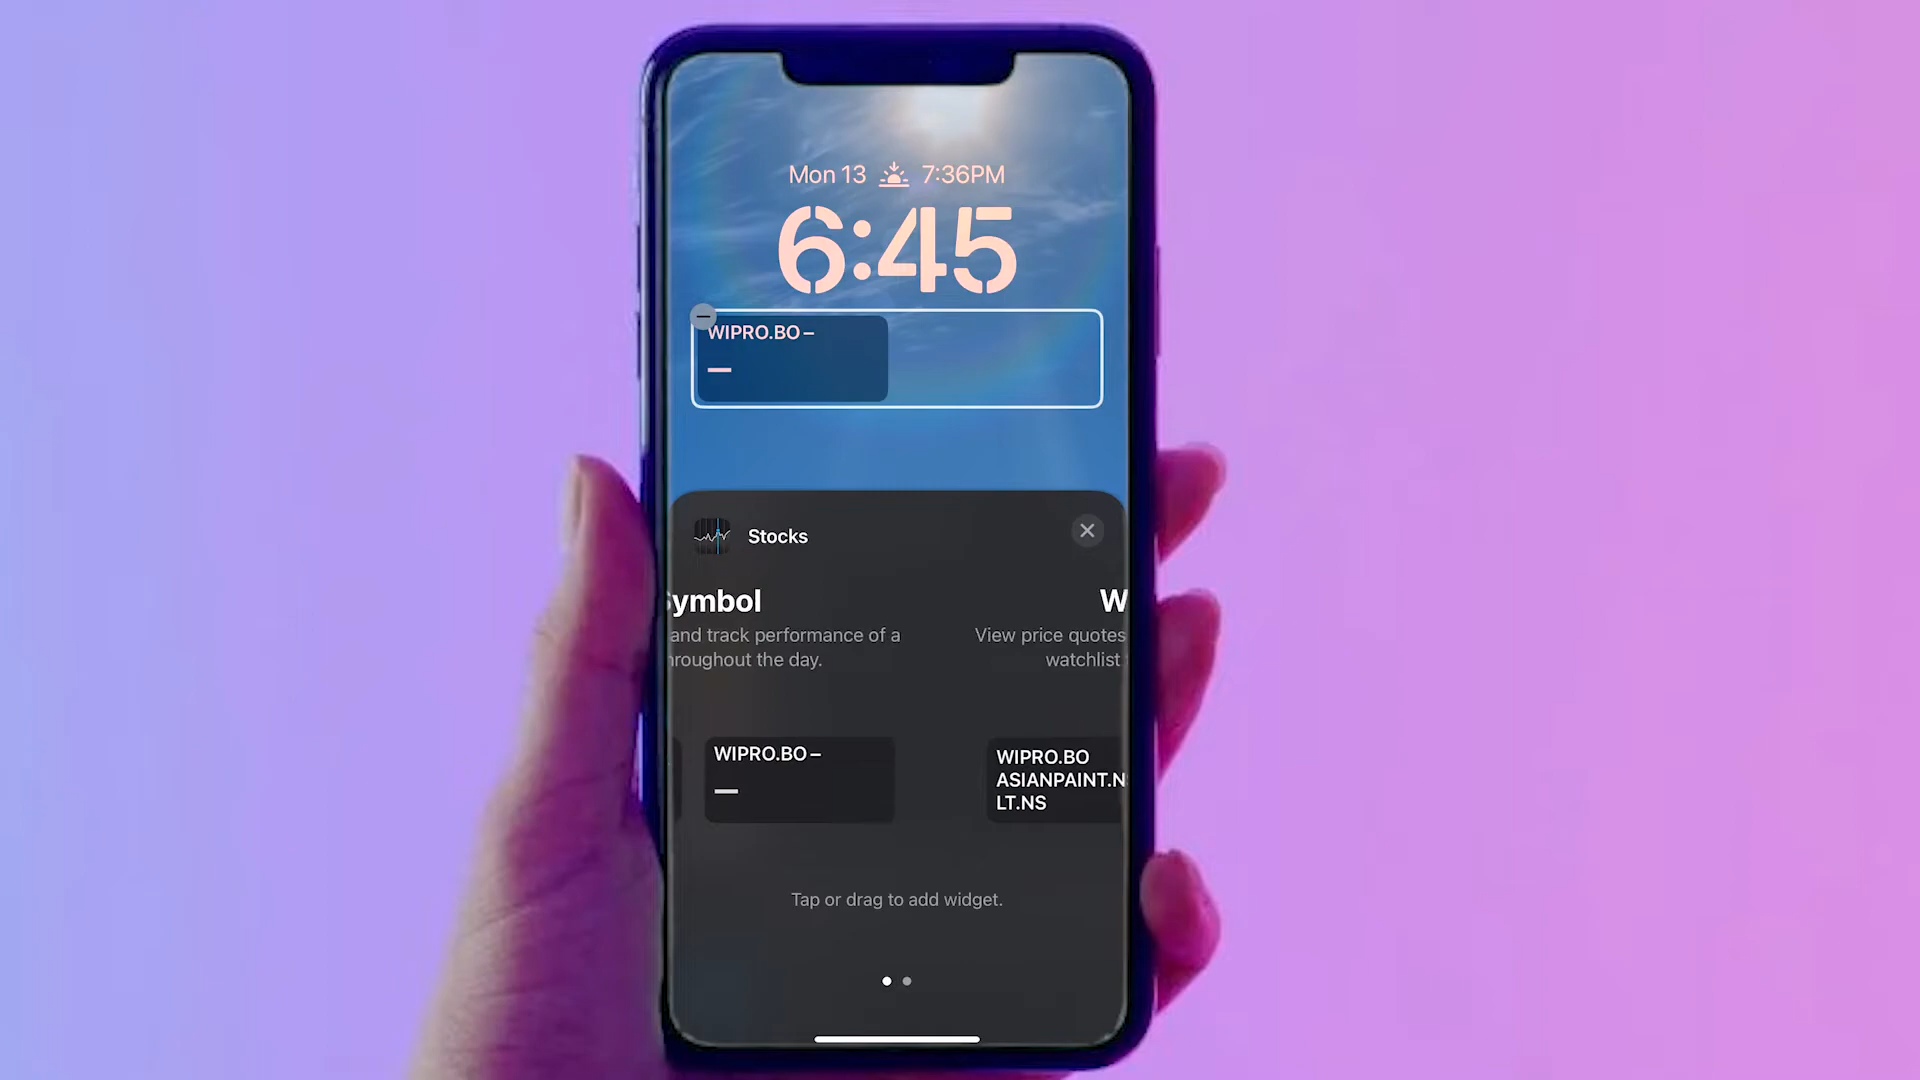 Mon 13 7:36PM
6:45
WIPRO.BO –
—
Stocks
ymbol
and track performance of a
roughout the day.
W
View price quotes
watchlist
WIPRO.BO –
—
WIPRO.BO
ASIANPAINT.N
LT.NS
Tap or drag to add widget.